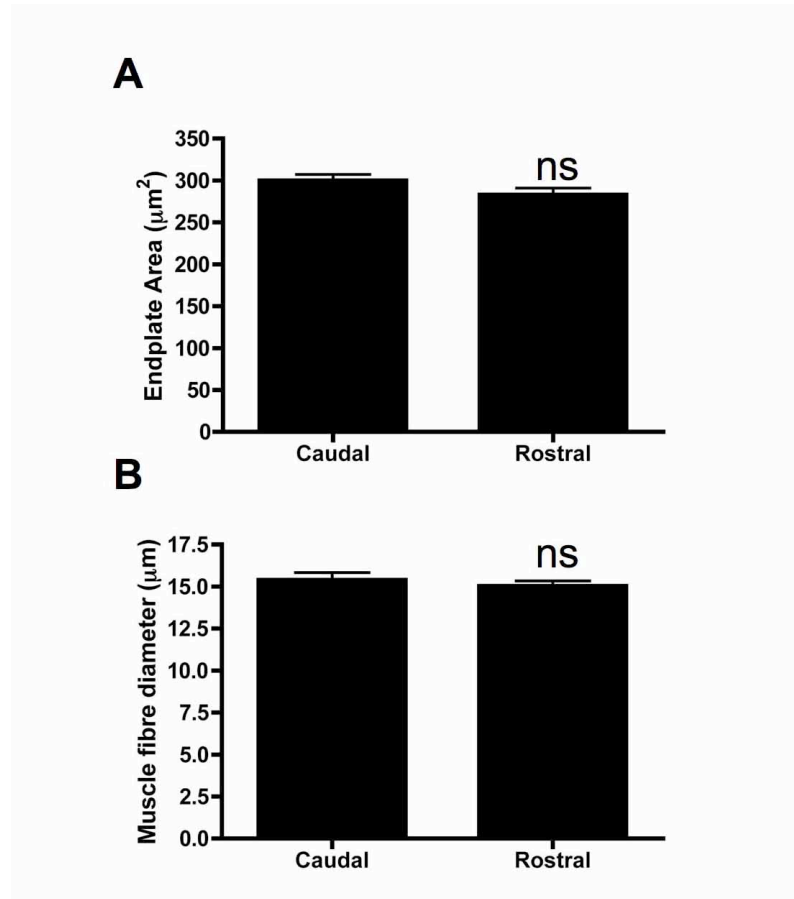 A
Endplate Area (μm²)
350
300
250
200
150
100
50
0
ns
Caudal Rostral
B
Muscle fibre diameter (μm)
17.5
15.0
12.5
10.0
7.5
5.0
2.5
0.0
ns
Caudal Rostral